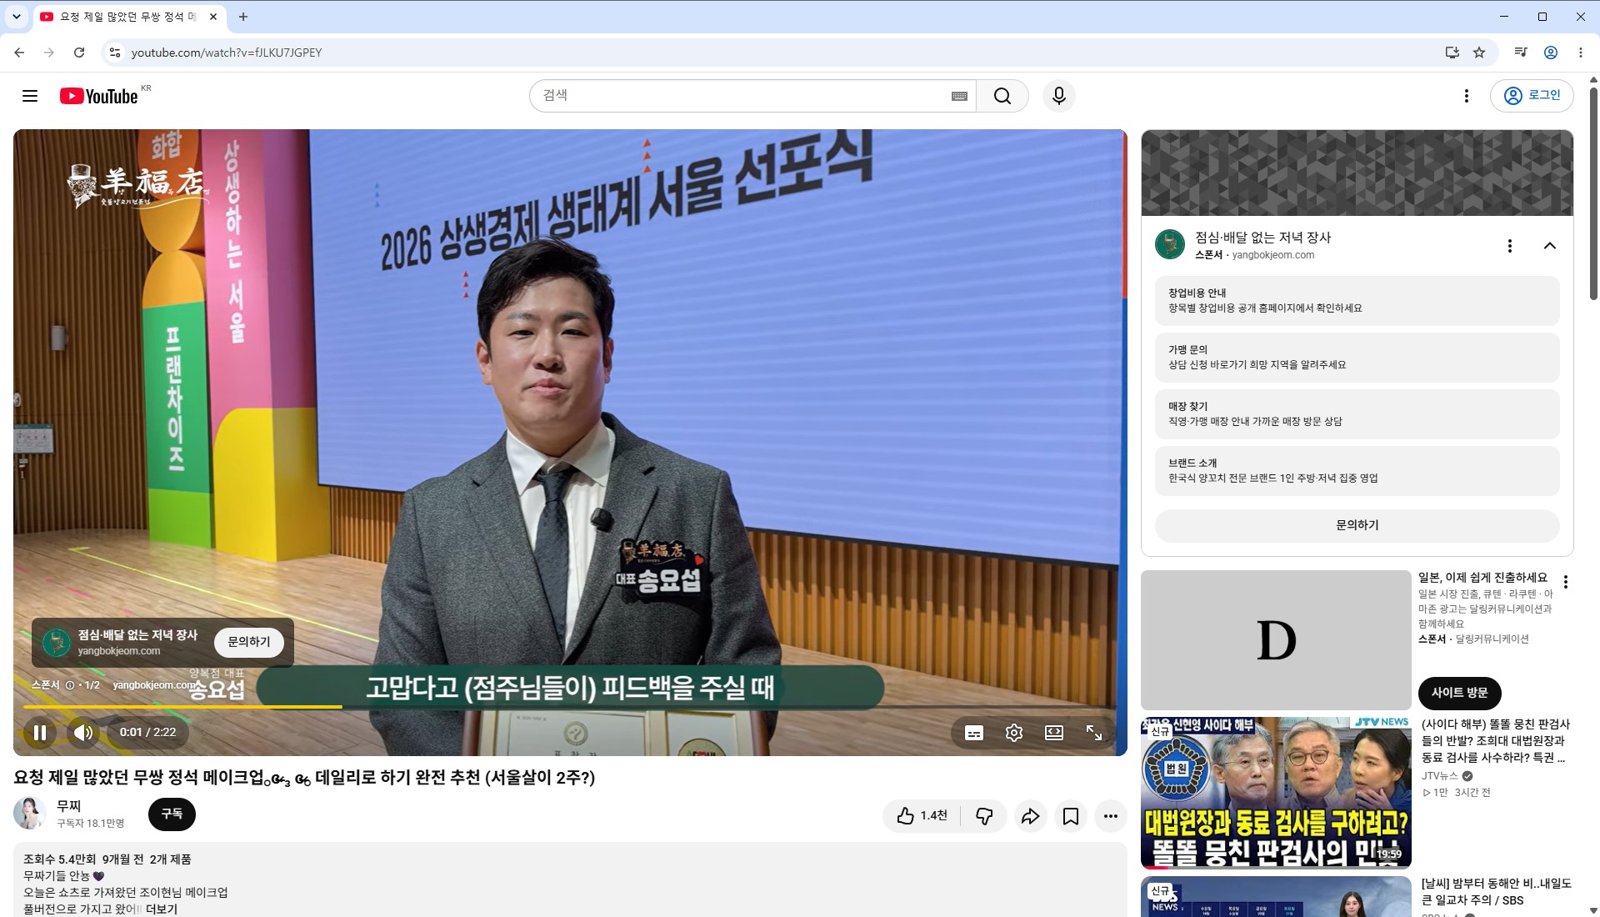 요청 제일 많았던 무쌍 정석 메
youtube.com/watch?v=fJLKU7JGPEY
YouTube KR
검색
로그인
화합
상생하는 서울
프랜차이즈
羊福店
2026 상생경제 생태계 서울 선포식
羊福店
대표 송요섭
점심·배달 없는 저녁 장사
yangbokjeom.com
문의하기
양복점 대표
송요섭
스폰서 · 1/2 yangbokjeom.com
고맙다고 (점주님들이) 피드백을 주실 때
0:01 / 2:22
요청 제일 많았던 무쌍 정석 메이크업 데일리로 하기 완전 추천 (서울살이 2주?)
무찌
구독자 18.1만명
구독
1.4천
조회수 5.4만회 9개월 전 2개 제품
무찌기들 안뇽🖤
오늘은 쇼츠로 가져왔던 조이현님 메이크업
풀버전으로 가지고 왔어!! 더보기
점심·배달 없는 저녁 장사
스폰서 · yangbokjeom.com
창업비용 안내
항목별 창업비용 공개 홈페이지에서 확인하세요
가맹 문의
상담 신청 바로가기 희망 지역을 알려주세요
매장 찾기
직영·가맹 매장 안내 가까운 매장 방문 상담
브랜드 소개
한국식 양꼬치 전문 브랜드 1인 주방·저녁 집중 영업
문의하기
D
일본, 이제 쉽게 진출하세요
일본 시장 진출, 큐텐 · 라쿠텐 · 아
마존 광고는 달링커뮤니케이션과
함께하세요
스폰서 · 달링커뮤니케이션
사이트 방문
신규
신현영 사이다 해부
JTV NEWS
법원
대법원장과 동료 검사를 구하려고?
똘똘 뭉친 판검사의 민
19:59
(사이다 해부) 똘똘 뭉친 판검사
들의 반발? 조희대 대법원장과
동료 검사를 사수하라? 특권 ...
JTV뉴스
1만 3시간 전
신규
SBS NEWS
[날씨] 밤부터 동해안 비..내일도
큰 일교차 주의 / SBS